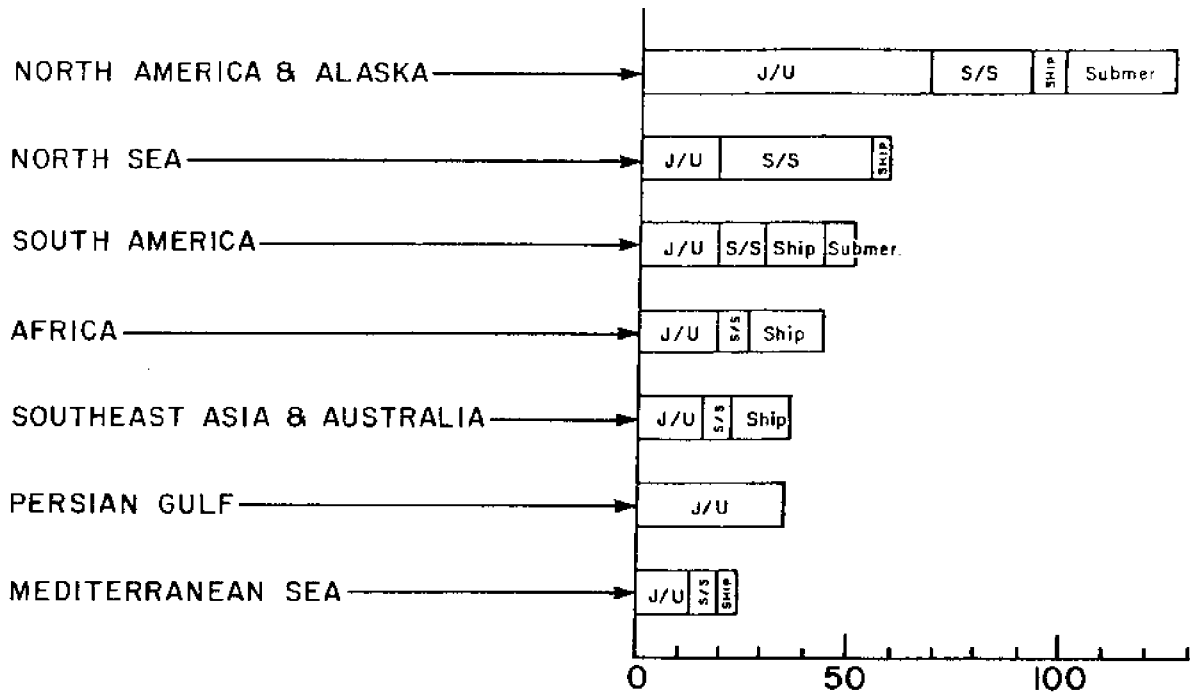 NORTH AMERICA & ALASKA J/U S/S SHIP Submer
NORTH SEA J/U S/S SHIP
SOUTH AMERICA J/U S/S Ship Submer.
AFRICA J/U S/S Ship
SOUTHEAST ASIA & AUSTRALIA J/U S/S Ship
PERSIAN GULF J/U
MEDITERRANEAN SEA J/U S/S SHIP
0 50 100